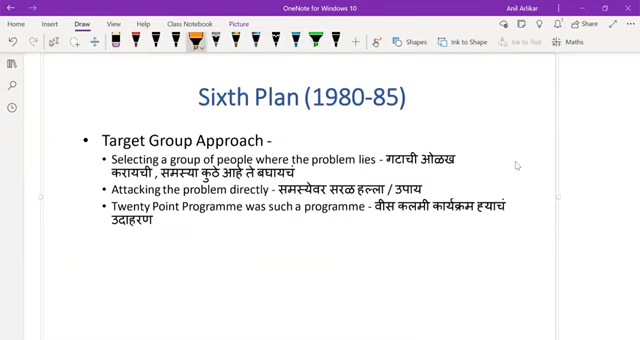 OneNote for Windows 10
Anil Arlikar
Home Insert Draw View Help Class Notebook Picture
Share
Shapes Ink to Shape Ink to Text Maths
Sixth Plan (1980-85)
• Target Group Approach -
• Selecting a group of people where the problem lies - गटाची ओळख
करायची , समस्या कुठे आहे ते बघायचं
• Attacking the problem directly - समस्येवर सरळ हल्ला / उपाय
• Twenty Point Programme was such a programme - वीस कलमी कार्यक्रम ह्याचं
उदाहरण